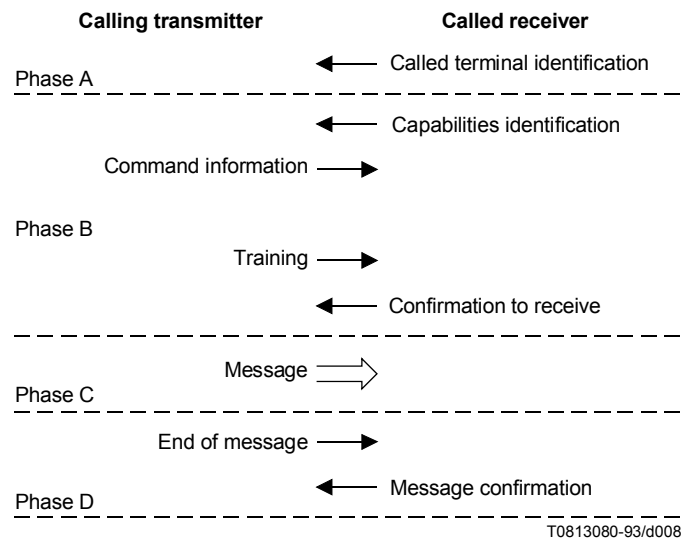 Calling transmitter Called receiver
Called terminal identification
Phase A
Capabilities identification
Command information
Phase B
Training
Confirmation to receive
Message
Phase C
End of message
Message confirmation
Phase D
T0813080-93/d008